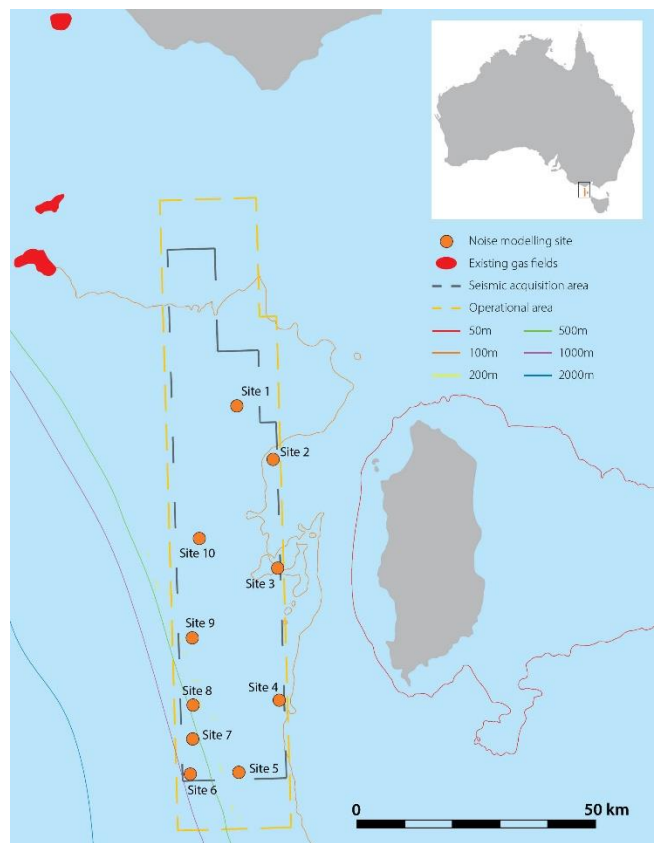 Noise modelling site
Existing gas fields
Seismic acquisition area
Operational area
50m 500m
100m 1000m
200m 2000m
Site 1
Site 2
Site 10
Site 3
Site 9
Site 4
Site 8
Site 7
Site 5
Site 6
0 50 km